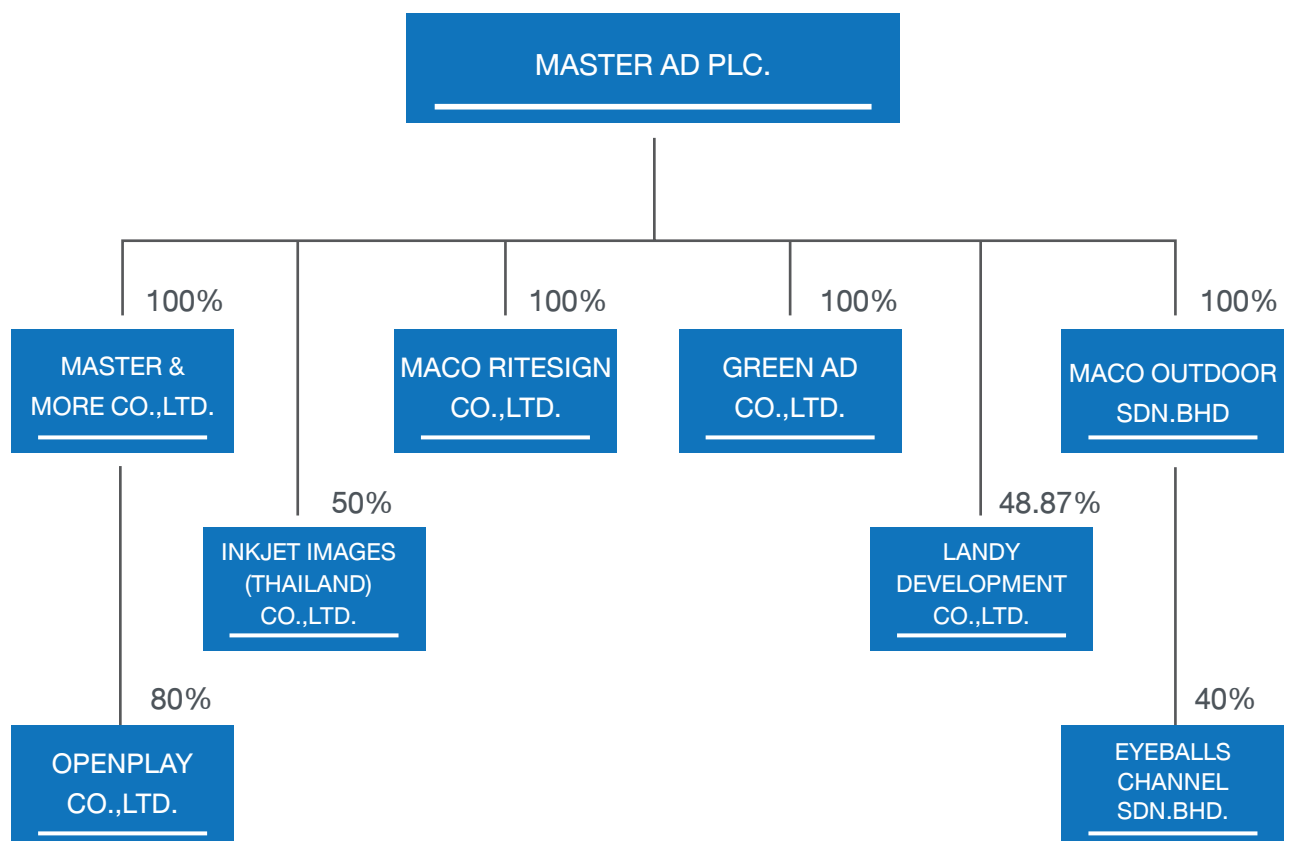 MASTER AD PLC.
100%
100%
100%
100%
MASTER &
MORE CO.,LTD.
MACO RITESIGN
CO.,LTD.
GREEN AD
CO.,LTD.
MACO OUTDOOR
SDN.BHD
50%
48.87%
INKJET IMAGES
(THAILAND)
CO.,LTD.
LANDY
DEVELOPMENT
CO.,LTD.
80%
40%
OPENPLAY
CO.,LTD.
EYEBALLS
CHANNEL
SDN.BHD.